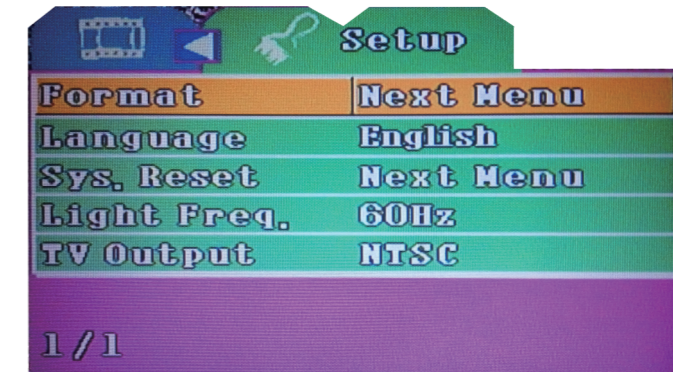 Setup
Format Next Menu
Language English
Sys. Reset Next Menu
Light Freq. 60Hz
TV Output NTSC
1/1